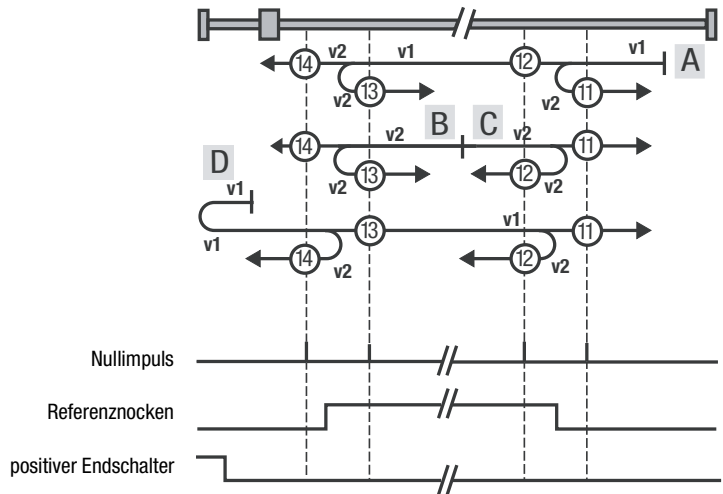 v2 v1 v1
14 12 A
v2 13 v2 11
B C
v2 v2
14 11
v2 13 12 v2
D
v1
v1 13 v1 11
14 v2 12 v2
Nullimpuls
Referenznocken
positiver Endschalter